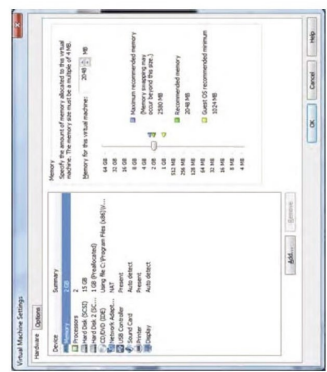 Virtual Machine Settings
Hardware Options
Device Summary
Memory 2 GB
Processors 2
Hard Disk (SCSI) 15 GB
Hard Disk 2 (SC... 1 GB (Preallocated)
CD/DVD (IDE) Using file C:\Program Files (x86)\V...
Network Adapt... NAT
USB Controller Present
Sound Card Auto detect
Printer Present
Display Auto detect
Add... Remove
Memory
Specify the amount of memory allocated to the virtual
machine. The memory size must be a multiple of 4 MB.
Memory for this virtual machine: 2048 MB
64 GB
32 GB
16 GB
8 GB
4 GB
2 GB
1 GB
512 MB
256 MB
128 MB
64 MB
32 MB
16 MB
8 MB
4 MB
Maximum recommended memory
(Memory swapping may
occur beyond this size.)
2580 MB
Recommended memory
2048 MB
Guest OS recommended minimum
1024 MB
OK Cancel Help